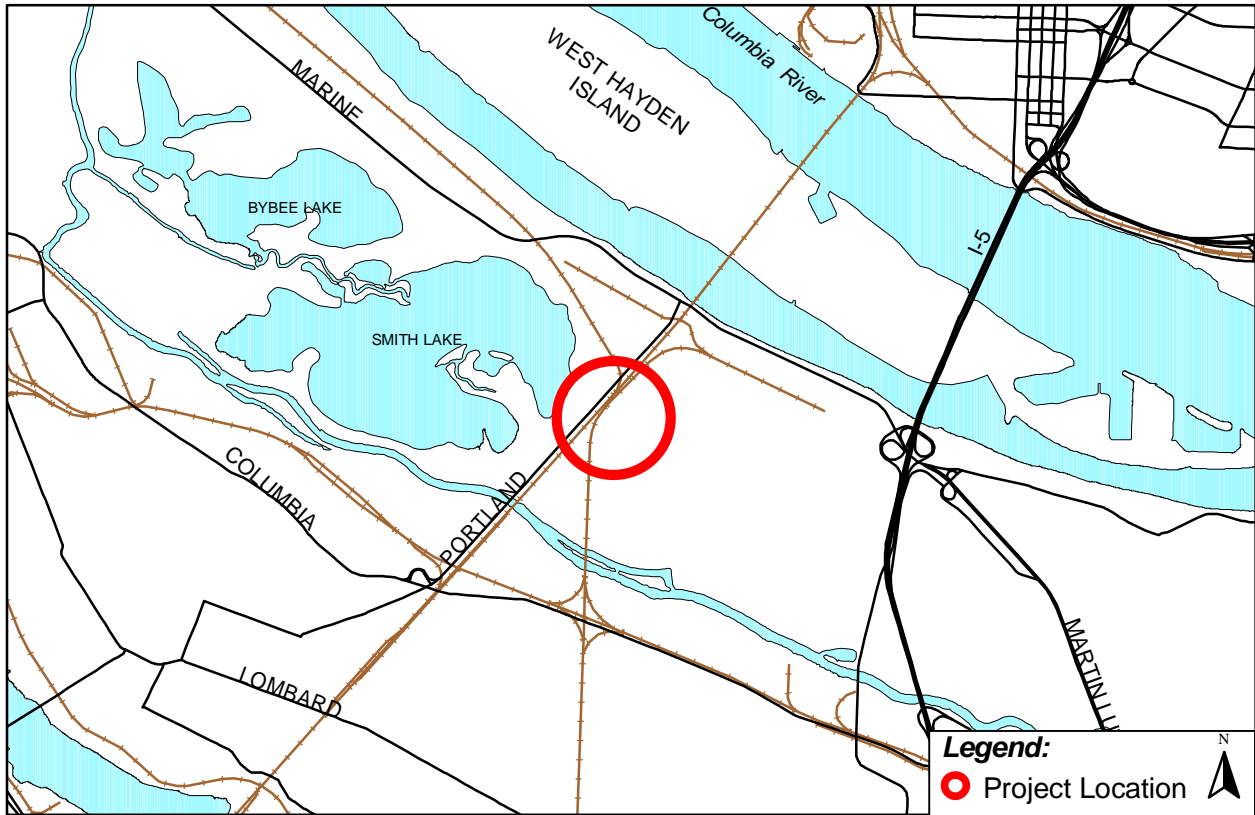 Columbia River
WEST HAYDEN
ISLAND
MARINE
BYBEE LAKE
I-5
SMITH LAKE
COLUMBIA
PORTLAND
LOMBARD
MARTIN LU
Legend:
N
Project Location